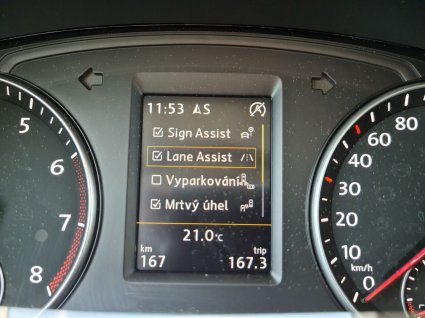 11:53 S
Sign Assist
Lane Assist
Vyparkování
Mrtvý úhel
21.0°C
km trip
167 167.3
5
6
7
8
80
60
40
30
20
10
km/h
0